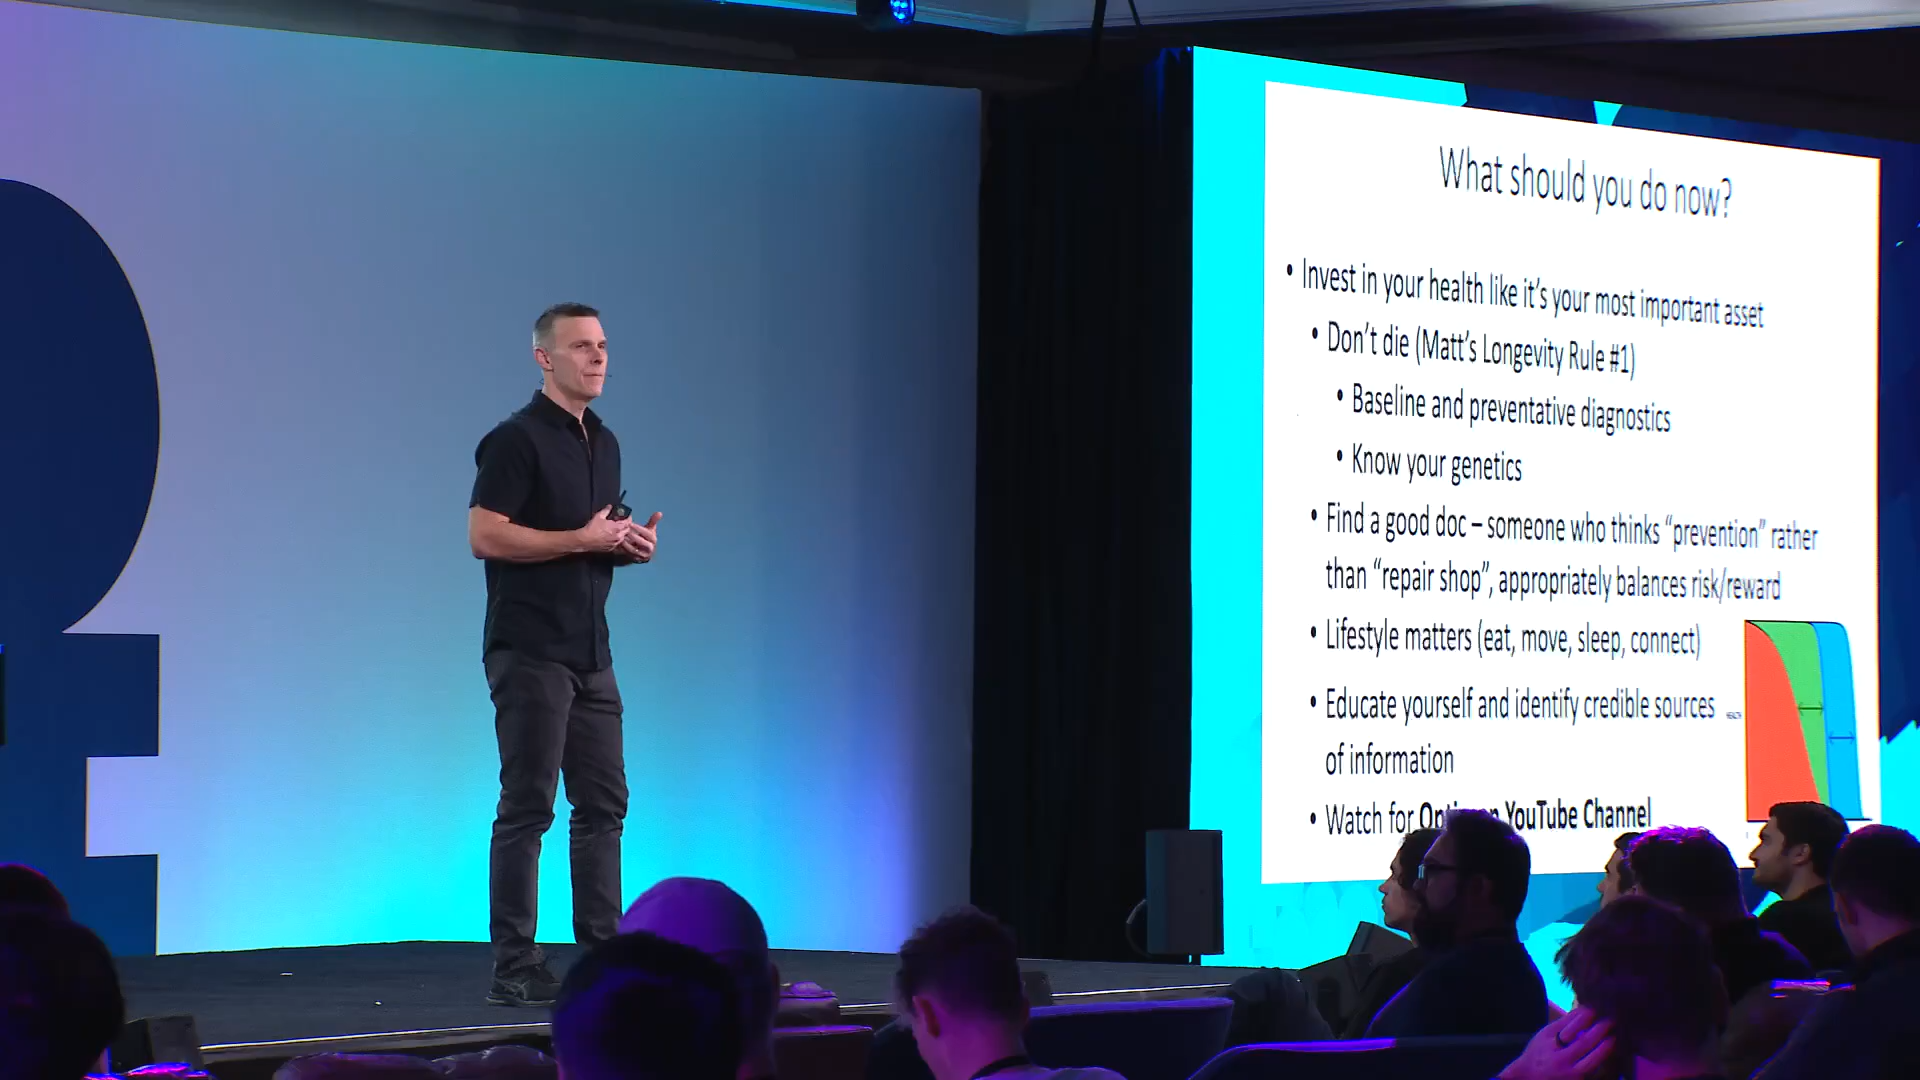 What should you do now?
• Invest in your health like it's your most important asset
• Don't die (Matt's Longevity Rule #1)
• Baseline and preventative diagnostics
• Know your genetics
• Find a good doc – someone who thinks “prevention” rather
than “repair shop”, appropriately balances risk/reward
• Lifestyle matters (eat, move, sleep, connect)
• Educate yourself and identify credible sources
of information
• Watch for YouTube Channel